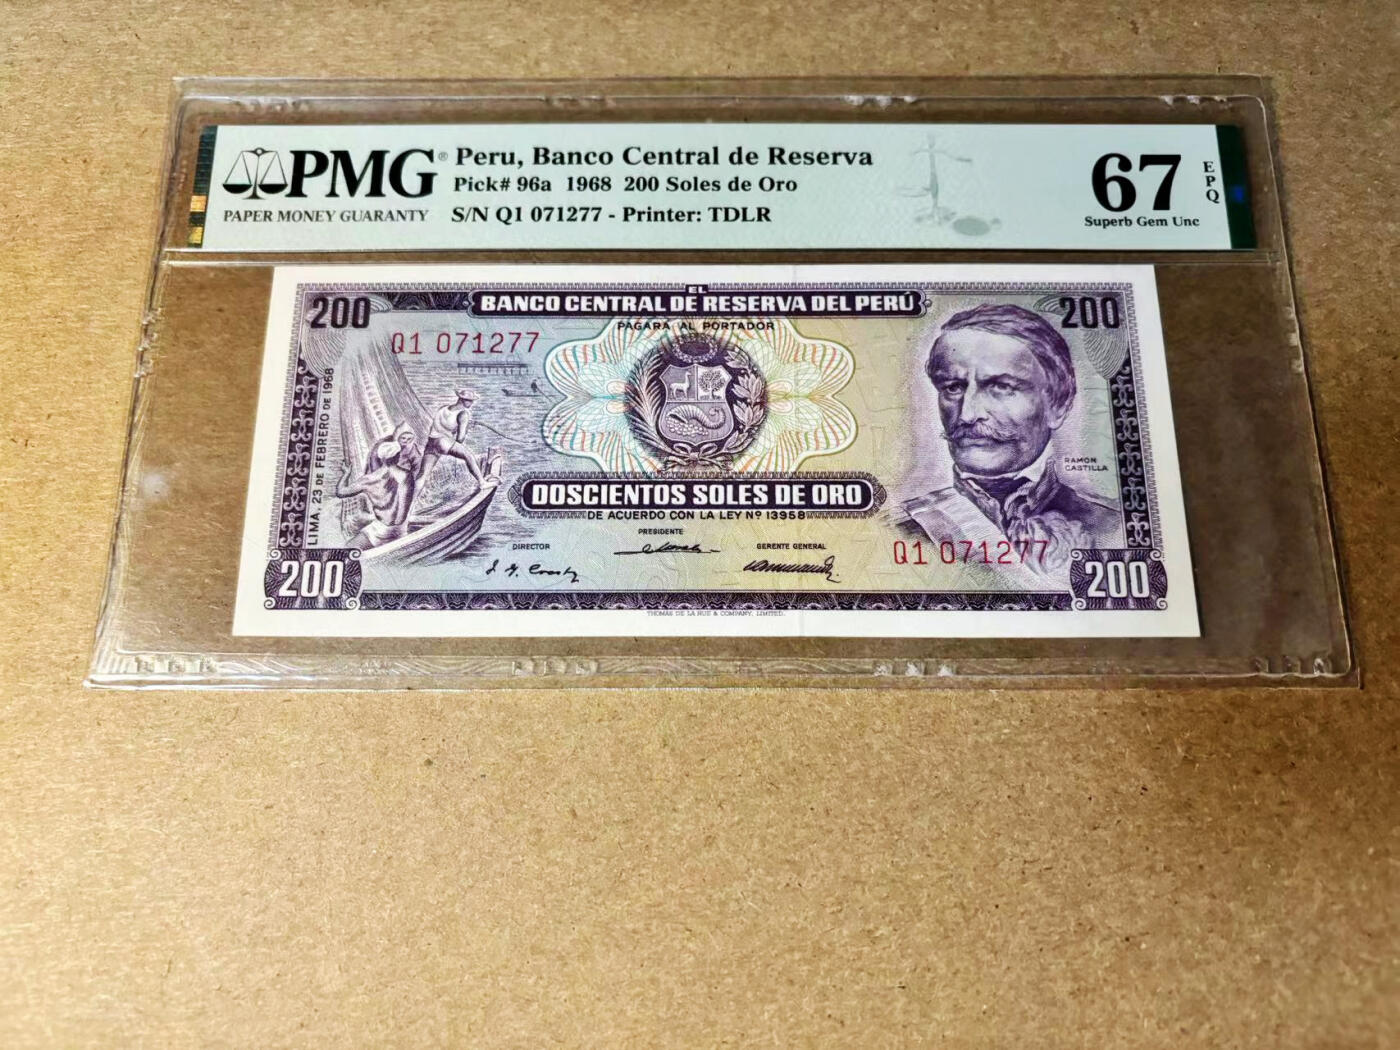 PMG®
PAPER MONEY GUARANTY
Peru, Banco Central de Reserva
Pick# 96a 1968 200 Soles de Oro
S/N Q1 071277 - Printer: TDLR
67
EPQ
Superb Gem Unc
EL
BANCO CENTRAL DE RESERVA DEL PERÚ
200
200
PAGARA AL PORTADOR
Q1 071277
LIMA, 23 DE FEBRERO DE 1968
RAMON
CASTILLA
DOSCIENTOS SOLES DE ORO
DE ACUERDO CON LA LEY Nº 13958
PRESIDENTE
DIRECTOR
GERENTE GENERAL
Q1 071277
200
200
THOMAS DE LA RUE & COMPANY, LIMITED.